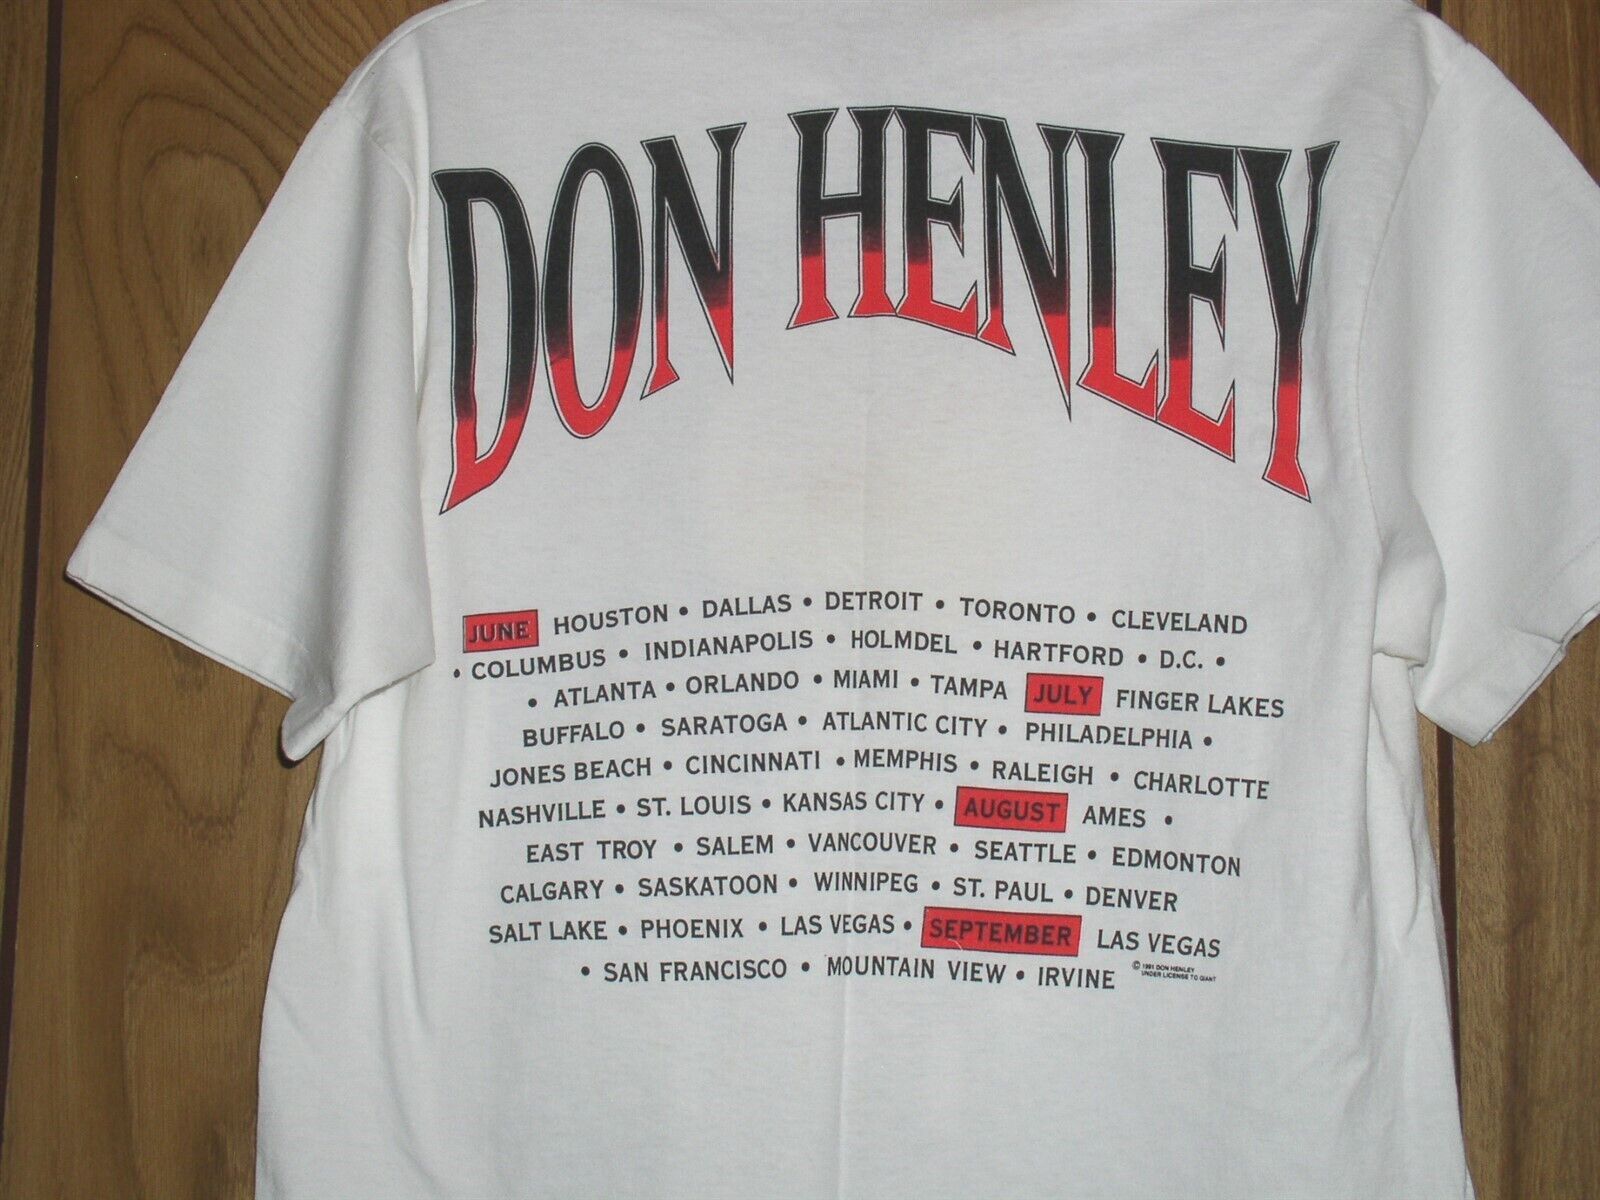 DON HENLEY
JUNE HOUSTON • DALLAS • DETROIT • TORONTO • CLEVELAND
• COLUMBUS • INDIANAPOLIS • HOLMDEL • HARTFORD • D.C. •
• ATLANTA • ORLANDO • MIAMI • TAMPA JULY FINGER LAKES
BUFFALO • SARATOGA • ATLANTIC CITY • PHILADELPHIA •
JONES BEACH • CINCINNATI • MEMPHIS • RALEIGH • CHARLOTTE
NASHVILLE • ST. LOUIS • KANSAS CITY • AUGUST AMES •
EAST TROY • SALEM • VANCOUVER • SEATTLE • EDMONTON
CALGARY • SASKATOON • WINNIPEG • ST. PAUL • DENVER
SALT LAKE • PHOENIX • LAS VEGAS • SEPTEMBER LAS VEGAS
• SAN FRANCISCO • MOUNTAIN VIEW • IRVINE
© 1991 DON HENLEY
UNDER LICENSE TO GIANT